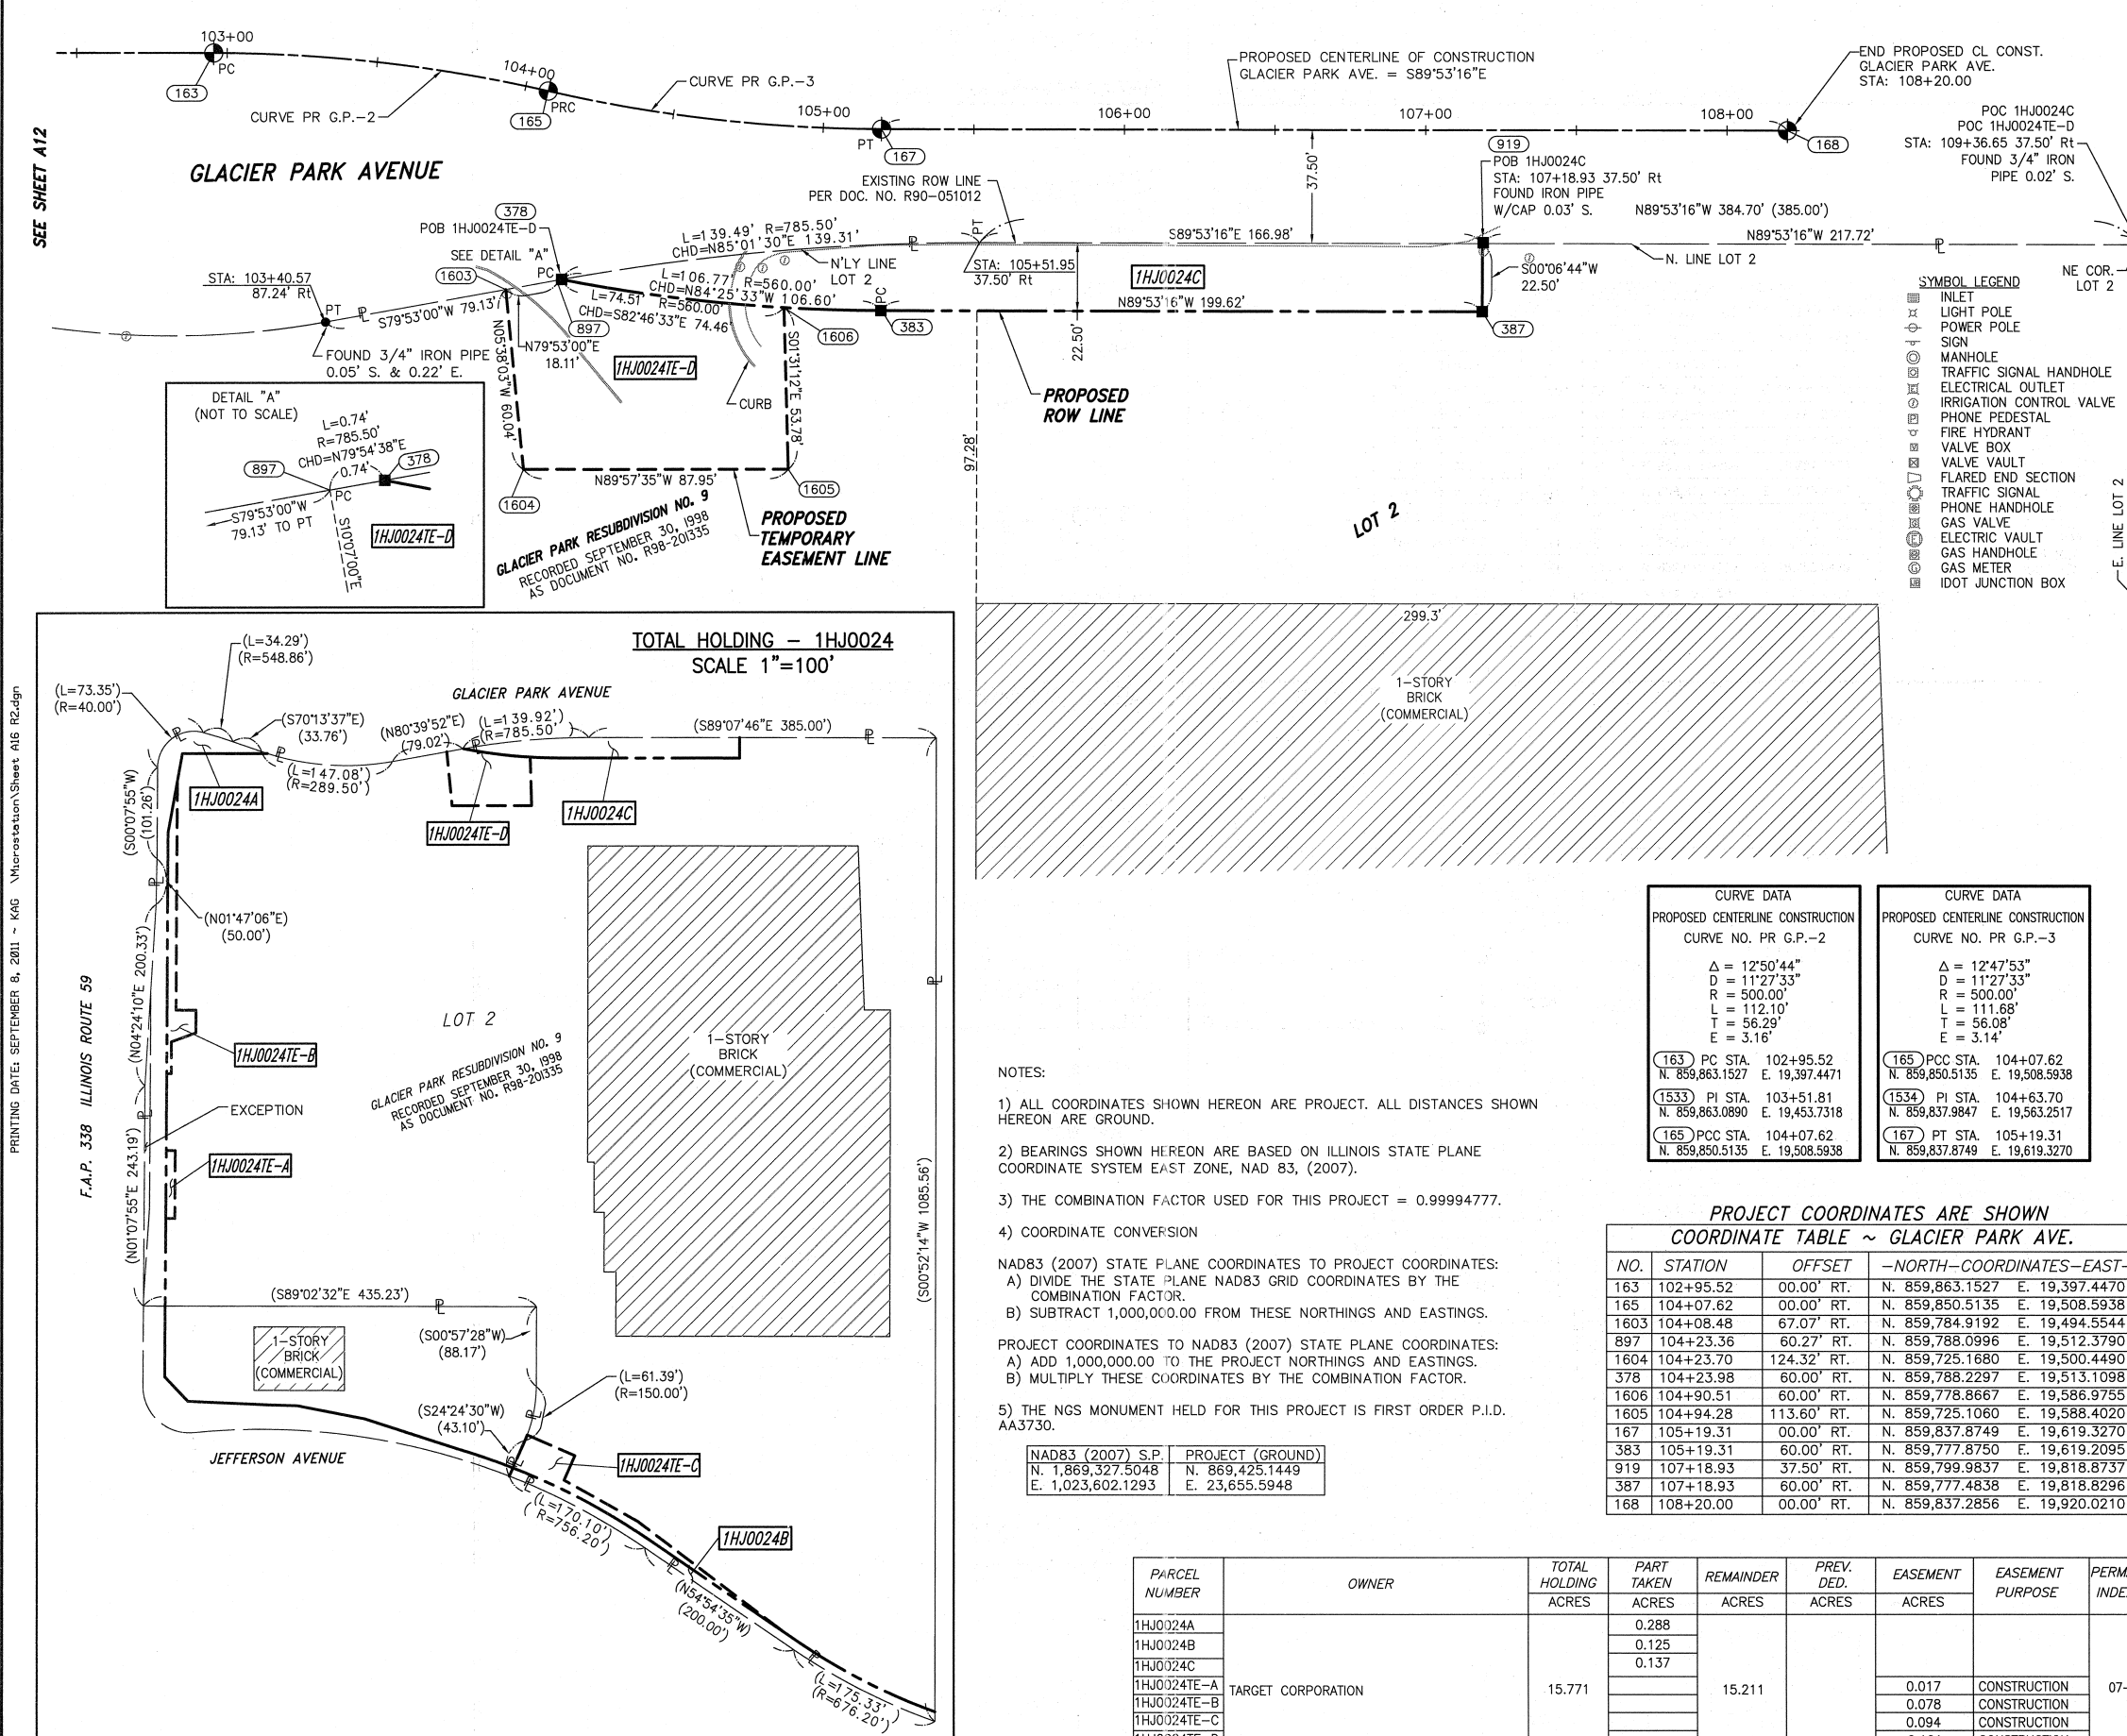 103+00
PC
163
CURVE PR G.P.-2
104+00
PRC
165
CURVE PR G.P.-3
105+00
PT
167
106+00
PROPOSED CENTERLINE OF CONSTRUCTION
GLACIER PARK AVE. = S89°53'16"E
107+00
108+00
END PROPOSED CL CONST.
GLACIER PARK AVE.
STA: 108+20.00
168
POC 1HJ0024C
POC 1HJ0024TE-D
STA: 109+36.65 37.50' Rt
FOUND 3/4" IRON
PIPE 0.02' S.
SEE SHEET A12
GLACIER PARK AVENUE
919
POB 1HJ0024C
STA: 107+18.93 37.50' Rt
FOUND IRON PIPE
W/CAP 0.03' S.
N89°53'16"W 384.70' (385.00')
N89°53'16"W 217.72'
N. LINE LOT 2
NE COR.
LOT 2
37.50'
EXISTING ROW LINE
PER DOC. NO. R90-051012
PT
S89°53'16"E 166.98'
378
POB 1HJ0024TE-D
SEE DETAIL "A"
1603
PC
L=139.49' R=785.50'
CHD=N85°01'30"E 139.31'
N'LY LINE
LOT 2
L=106.77' R=560.00'
CHD=N84°25'33"W 106.60'
L=74.51' R=560.00'
CHD=S82°46'33"E 74.46'
STA: 105+51.95
37.50' Rt
1HJ0024C
N89°53'16"W 199.62'
S00°06'44"W
22.50'
PC
383
387
1606
897
22.50'
STA: 103+40.57
87.24' Rt
PT
S79°53'00"W 79.13'
N79°53'00"E
18.11'
FOUND 3/4" IRON PIPE
0.05' S. & 0.22' E.
N05°38'03"W 60.04'
1HJ0024TE-D
CURB
S01°31'12"E 53.78'
PROPOSED
ROW LINE
97.28'
N89°57'35"W 87.95'
1604
1605
PROPOSED
TEMPORARY
EASEMENT LINE
GLACIER PARK RESUBDIVISION NO. 9
RECORDED SEPTEMBER 30, 1998
AS DOCUMENT NO. R98-201335
LOT 2
DETAIL "A"
(NOT TO SCALE)
L=0.74'
R=785.50'
CHD=N79°54'38"E
0.74'
897
378
PC
S79°53'00"W
79.13' TO PT
S10°07'00"E
1HJ0024TE-D
SYMBOL LEGEND
INLET
LIGHT POLE
POWER POLE
SIGN
MANHOLE
TRAFFIC SIGNAL HANDHOLE
ELECTRICAL OUTLET
IRRIGATION CONTROL VALVE
PHONE PEDESTAL
FIRE HYDRANT
VALVE BOX
VALVE VAULT
FLARED END SECTION
TRAFFIC SIGNAL
PHONE HANDHOLE
GAS VALVE
ELECTRIC VAULT
GAS HANDHOLE
GAS METER
IDOT JUNCTION BOX
E. LINE LOT 2
299.3'
1-STORY
BRICK
(COMMERCIAL)
PRINTING DATE: SEPTEMBER 8, 2011 ~ KAG \Microstation\Sheet A16 R2.dgn
TOTAL HOLDING - 1HJ0024
SCALE 1"=100'
GLACIER PARK AVENUE
(L=34.29')
(R=548.86')
(L=73.35')
(R=40.00')
(S70°13'37"E)
(33.76')
(N80°39'52"E)
(79.02')
(L=139.92')
(R=785.50')
(S89°07'46"E 385.00')
(L=147.08')
(R=289.50')
1HJ0024A
1HJ0024TE-D
1HJ0024C
(S00°07'55"W)
(101.26')
(N01°47'06"E)
(50.00')
(N04°24'10"E 200.33')
F.A.P. 338 ILLINOIS ROUTE 59
1HJ0024TE-B
EXCEPTION
1HJ0024TE-A
(N01°07'55"E 243.19')
LOT 2
GLACIER PARK RESUBDIVISION NO. 9
RECORDED SEPTEMBER 30, 1998
AS DOCUMENT NO. R98-201335
1-STORY
BRICK
(COMMERCIAL)
(S00°52'14"W 1085.56')
(S89°02'32"E 435.23')
1-STORY
BRICK
(COMMERCIAL)
(S00°57'28"W)
(88.17')
(L=61.39')
(R=150.00')
(S24°24'30"W)
(43.10')
JEFFERSON AVENUE
1HJ0024TE-C
(L=170.10')
(R=756.20')
1HJ0024B
(N54°54'35"W)
(200.00')
(L=175.33')
(R=676.20')
NOTES:
1) ALL COORDINATES SHOWN HEREON ARE PROJECT. ALL DISTANCES SHOWN
HEREON ARE GROUND.
2) BEARINGS SHOWN HEREON ARE BASED ON ILLINOIS STATE PLANE
COORDINATE SYSTEM EAST ZONE, NAD 83, (2007).
3) THE COMBINATION FACTOR USED FOR THIS PROJECT = 0.99994777.
4) COORDINATE CONVERSION
NAD83 (2007) STATE PLANE COORDINATES TO PROJECT COORDINATES:
A) DIVIDE THE STATE PLANE NAD83 GRID COORDINATES BY THE
COMBINATION FACTOR.
B) SUBTRACT 1,000,000.00 FROM THESE NORTHINGS AND EASTINGS.
PROJECT COORDINATES TO NAD83 (2007) STATE PLANE COORDINATES:
A) ADD 1,000,000.00 TO THE PROJECT NORTHINGS AND EASTINGS.
B) MULTIPLY THESE COORDINATES BY THE COMBINATION FACTOR.
5) THE NGS MONUMENT HELD FOR THIS PROJECT IS FIRST ORDER P.I.D.
AA3730.
NAD83 (2007) S.P. PROJECT (GROUND)
N. 1,869,327.5048 N. 869,425.1449
E. 1,023,602.1293 E. 23,655.5948
CURVE DATA
PROPOSED CENTERLINE CONSTRUCTION
CURVE NO. PR G.P.-2
Δ = 12°50'44"
D = 11°27'33"
R = 500.00'
L = 112.10'
T = 56.29'
E = 3.16'
163 PC STA. 102+95.52
N. 859,863.1527 E. 19,397.4471
1533 PI STA. 103+51.81
N. 859,863.0890 E. 19,453.7318
165 PCC STA. 104+07.62
N. 859,850.5135 E. 19,508.5938
CURVE DATA
PROPOSED CENTERLINE CONSTRUCTION
CURVE NO. PR G.P.-3
Δ = 12°47'53"
D = 11°27'33"
R = 500.00'
L = 111.68'
T = 56.08'
E = 3.14'
165 PCC STA. 104+07.62
N. 859,850.5135 E. 19,508.5938
1534 PI STA. 104+63.70
N. 859,837.9847 E. 19,563.2517
167 PT STA. 105+19.31
N. 859,837.8749 E. 19,619.3270
PROJECT COORDINATES ARE SHOWN
COORDINATE TABLE ~ GLACIER PARK AVE.
NO. STATION OFFSET -NORTH-COORDINATES-EAST-
163 102+95.52 00.00' RT. N. 859,863.1527 E. 19,397.4470
165 104+07.62 00.00' RT. N. 859,850.5135 E. 19,508.5938
1603 104+08.48 67.07' RT. N. 859,784.9192 E. 19,494.5544
897 104+23.36 60.27' RT. N. 859,788.0996 E. 19,512.3790
1604 104+23.70 124.32' RT. N. 859,725.1680 E. 19,500.4490
378 104+23.98 60.00' RT. N. 859,788.2297 E. 19,513.1098
1606 104+90.51 60.00' RT. N. 859,778.8667 E. 19,586.9755
1605 104+94.28 113.60' RT. N. 859,725.1060 E. 19,588.4020
167 105+19.31 00.00' RT. N. 859,837.8749 E. 19,619.3270
383 105+19.31 60.00' RT. N. 859,777.8750 E. 19,619.2095
919 107+18.93 37.50' RT. N. 859,799.9837 E. 19,818.8737
387 107+18.93 60.00' RT. N. 859,777.4838 E. 19,818.8296
168 108+20.00 00.00' RT. N. 859,837.2856 E. 19,920.0210
PARCEL NUMBER OWNER TOTAL HOLDING PART TAKEN REMAINDER PREV. DED. EASEMENT EASEMENT PURPOSE
ACRES ACRES ACRES ACRES ACRES
1HJ0024A 0.288
1HJ0024B 0.125
1HJ0024C 0.137
1HJ0024TE-A TARGET CORPORATION 15.771 15.211 0.017 CONSTRUCTION 07-
1HJ0024TE-B 0.078 CONSTRUCTION
1HJ0024TE-C 0.094 CONSTRUCTION